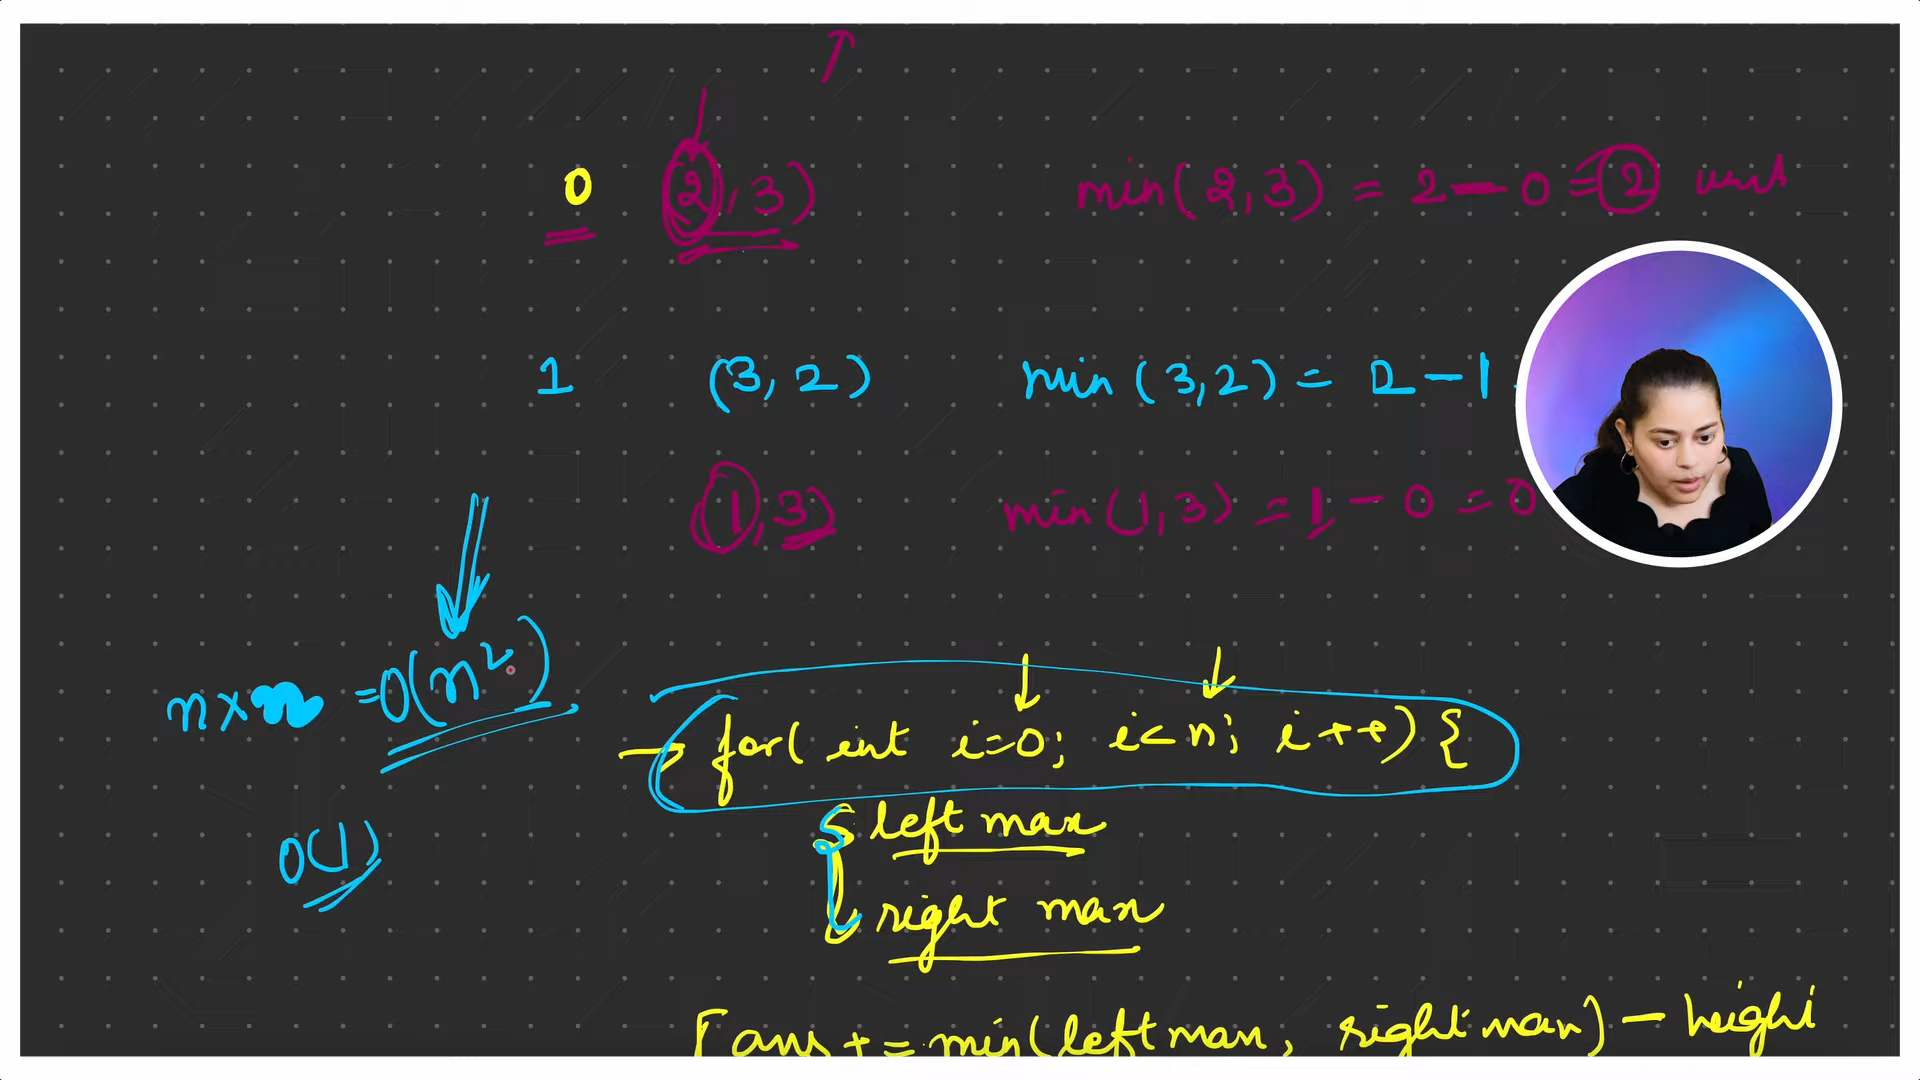 0 (2, 3) min(2,3) = 2 - 0 = 2 unit
1 (3, 2) min (3,2) = 2 - 1
(1, 3) min(1,3) = 1 - 0 = 0
n x n = O(n²)
→ for( int i=0; i<n; i++) {
left max
O(1)
right max
[ ans += min(left max, right max) - height